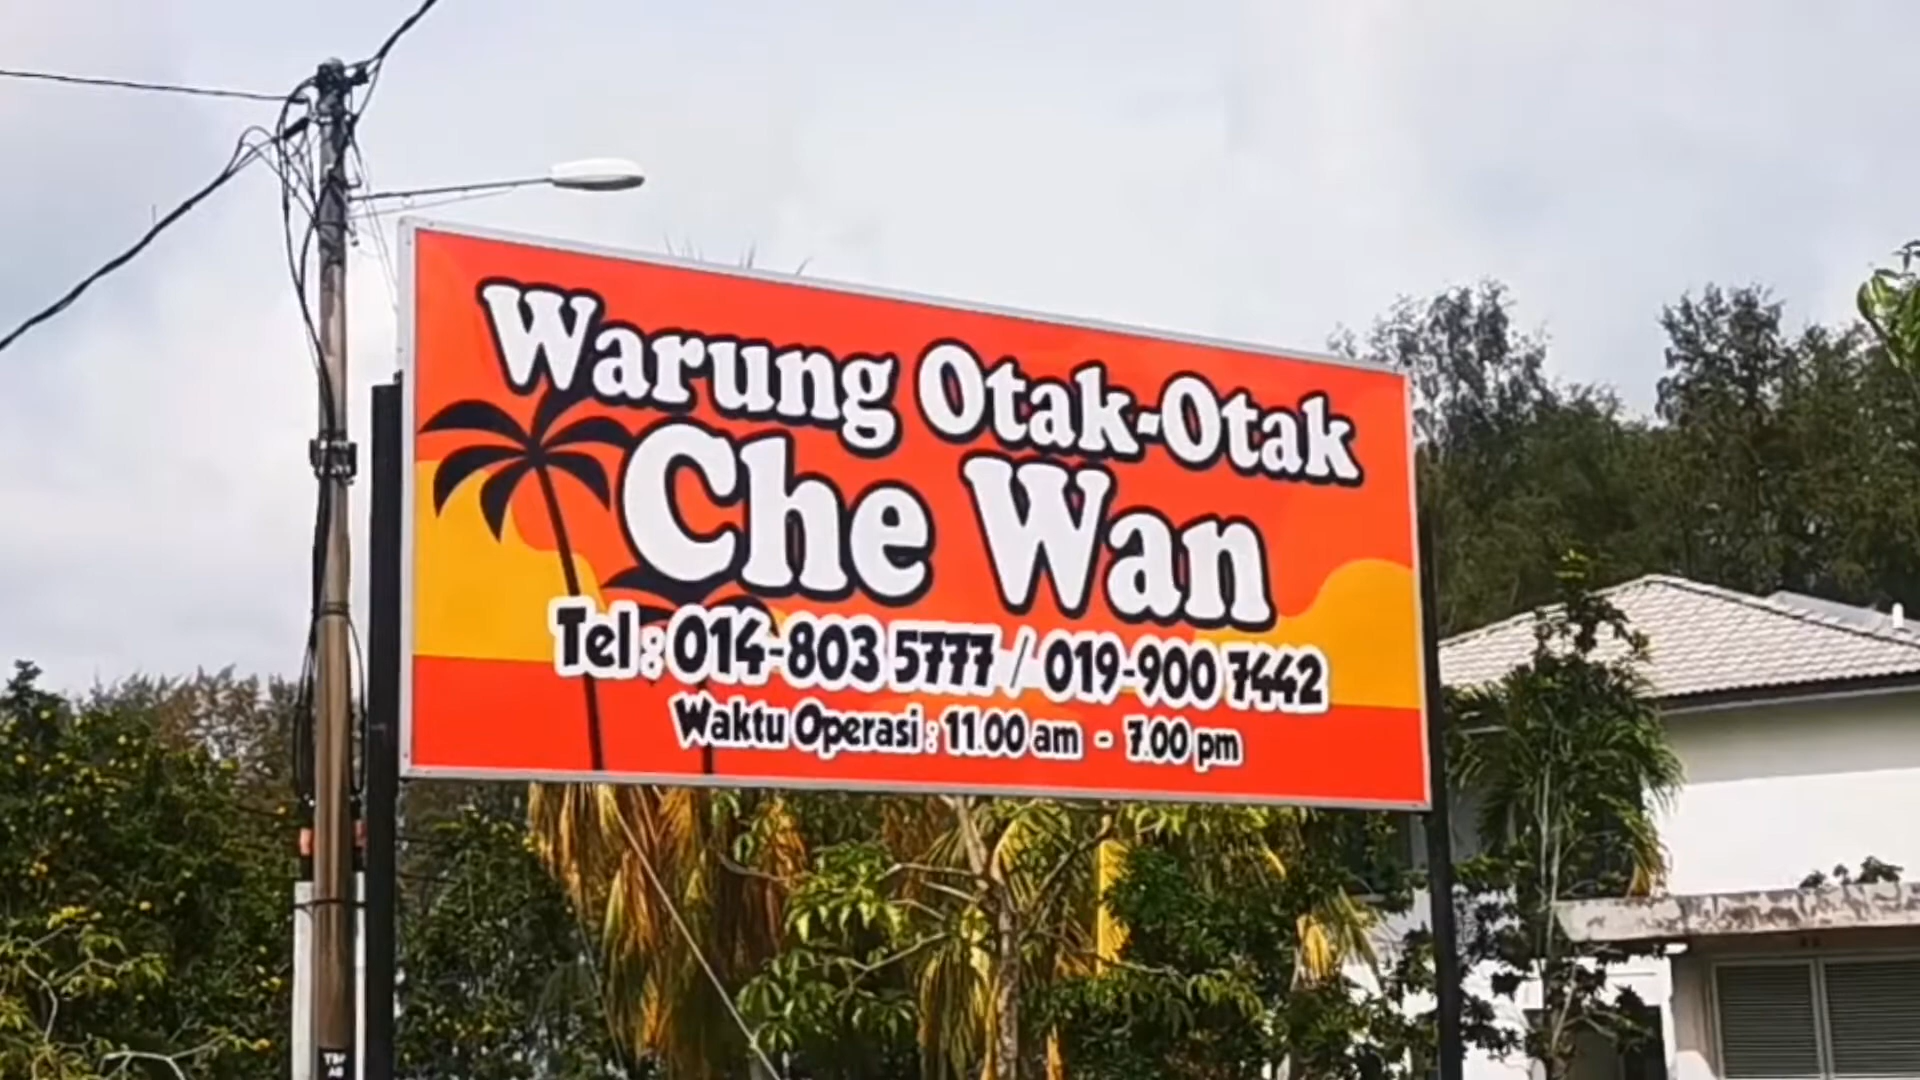 Warung Otak-Otak
Che Wan
Tel : 014-803 5777 / 019-900 7442
Waktu Operasi : 11.00 am - 7.00 pm